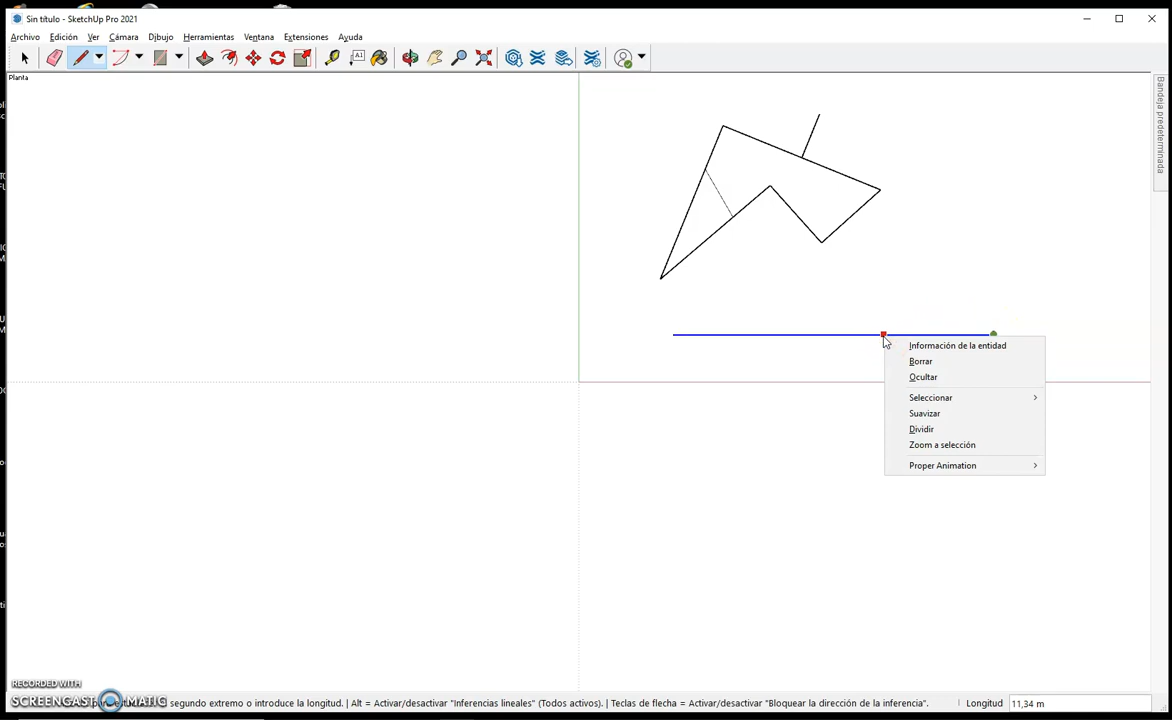 Sin título - SketchUp Pro 2021
Archivo Edición Ver Cámara Dibujo Herramientas Ventana Extensiones Ayuda
AI
Planta
Bandeja predeterminada
Información de la entidad
Borrar
Ocultar
Seleccionar
Suavizar
Dividir
Zoom a selección
Proper Animation
RECORDED WITH
SCREENCAST MATIC
segundo extremo o introduce la longitud. | Alt = Activar/desactivar "Inferencias lineales" (Todos activos). | Teclas de flecha = Activar/desactivar "Bloquear la dirección de la inferencia". | Longitud 11,34 m